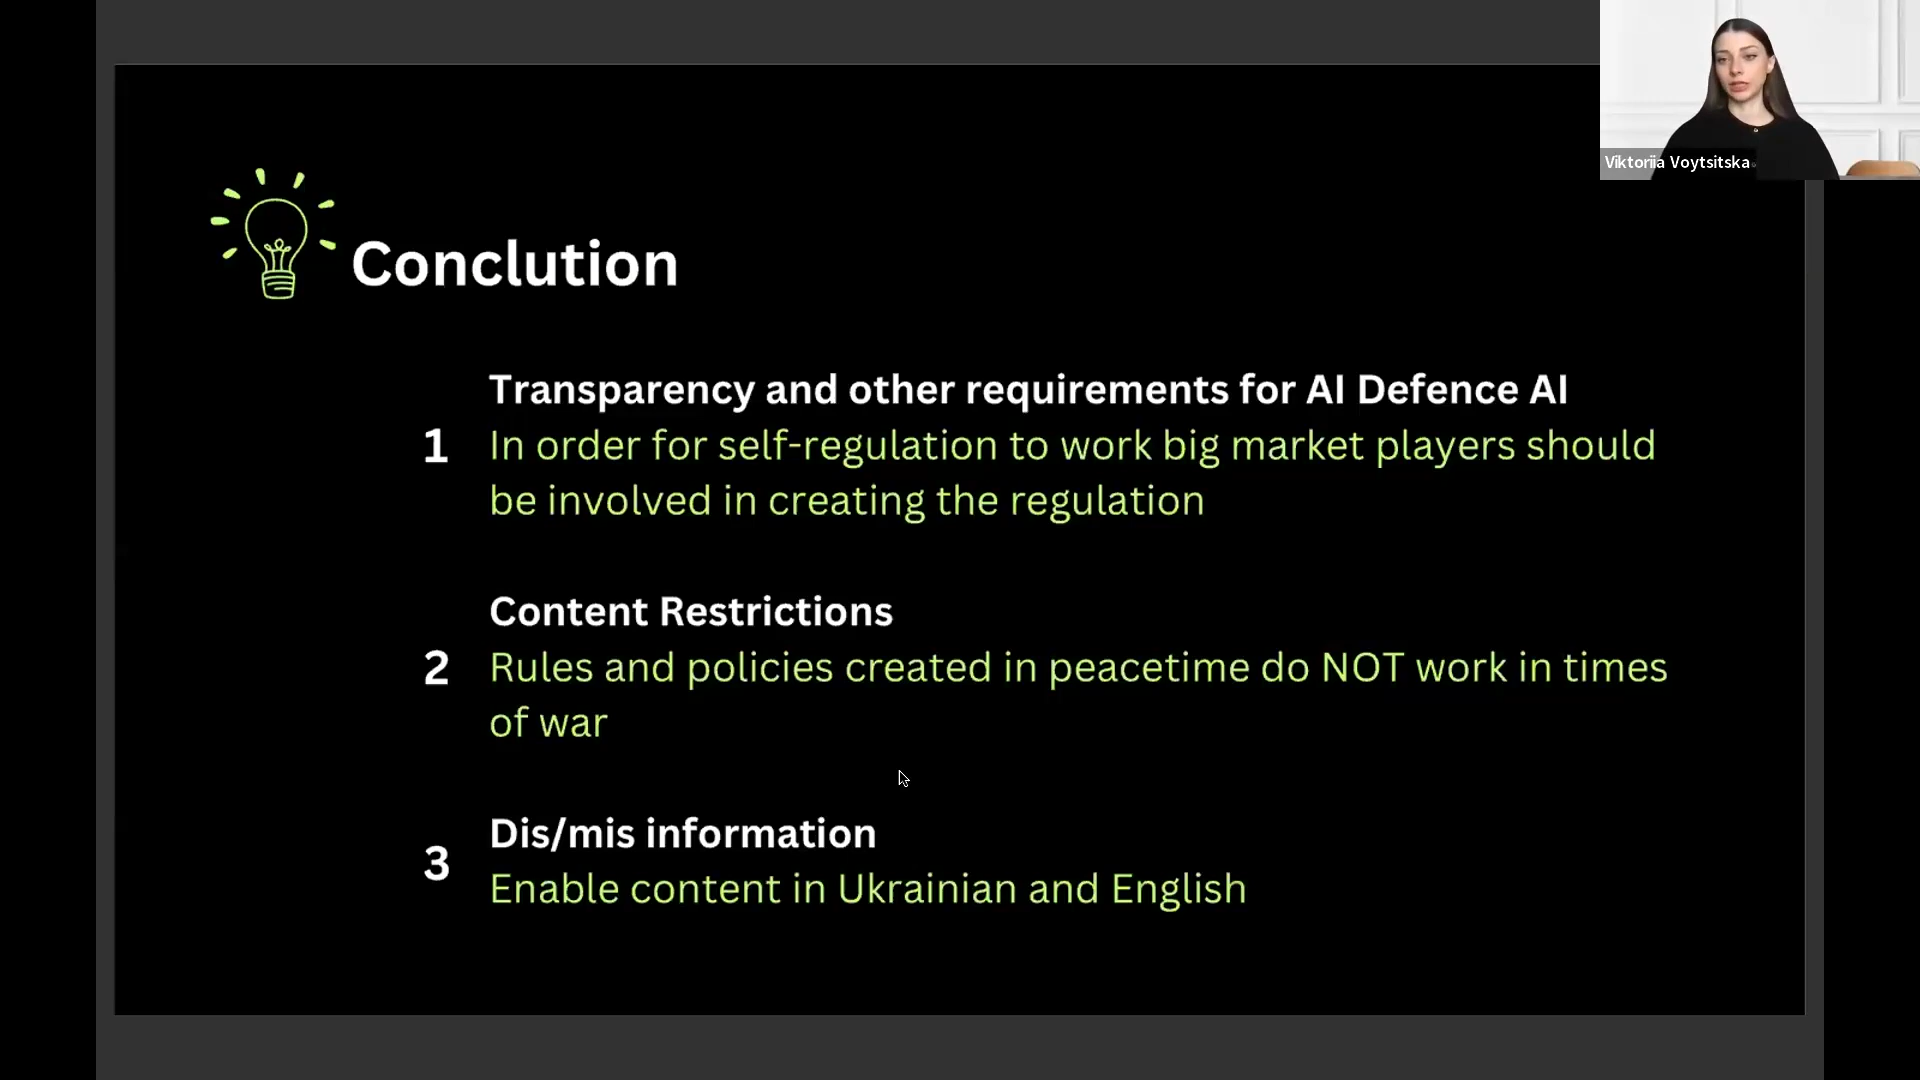 Viktoriia Voytsitska
Conclution
Transparency and other requirements for AI Defence AI
1
In order for self-regulation to work big market players should
be involved in creating the regulation
Content Restrictions
2
Rules and policies created in peacetime do NOT work in times
of war
Dis/mis information
3
Enable content in Ukrainian and English